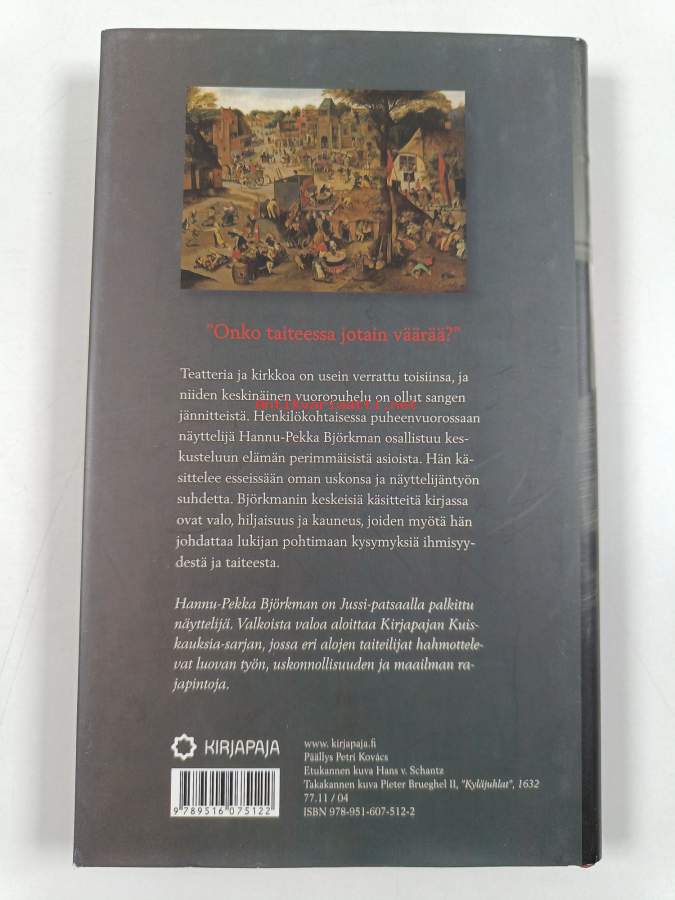 "Onko taiteessa jotain väärää?"
Teatteria ja kirkkoa on usein verrattu toisiinsa, ja
niiden keskinäinen vuoropuhelu on ollut sangen
antikvariaatti.net
jännitteistä. Henkilökohtaisessa puheenvuorossaan
näyttelijä Hannu-Pekka Björkman osallistuu kes-
kusteluun elämän perimmäisistä asioista. Hän kä-
sittelee esseissään oman uskonsa ja näyttelijäntyön
suhdetta. Björkmanin keskeisiä käsitteitä kirjassa
ovat valo, hiljaisuus ja kauneus, joiden myötä hän
johdattaa lukijan pohtimaan kysymyksiä ihmisyy-
destä ja taiteesta.
Hannu-Pekka Björkman on Jussi-patsaalla palkittu
näyttelijä. Valkoista valoa aloittaa Kirjapajan Kuis-
kauksia-sarjan, jossa eri alojen taiteilijat hahmottele-
vat luovan työn, uskonnollisuuden ja maailman ra-
japintoja.
KIRJAPAJA
www.kirjapaja.fi
Päällys Petri Kovács
Etukannen kuva Hans v. Schantz
Takakannen kuva Pieter Brueghel II, "Kyläjuhlat", 1632
77.11 / 04
ISBN 978-951-607-512-2
9 789516 075122